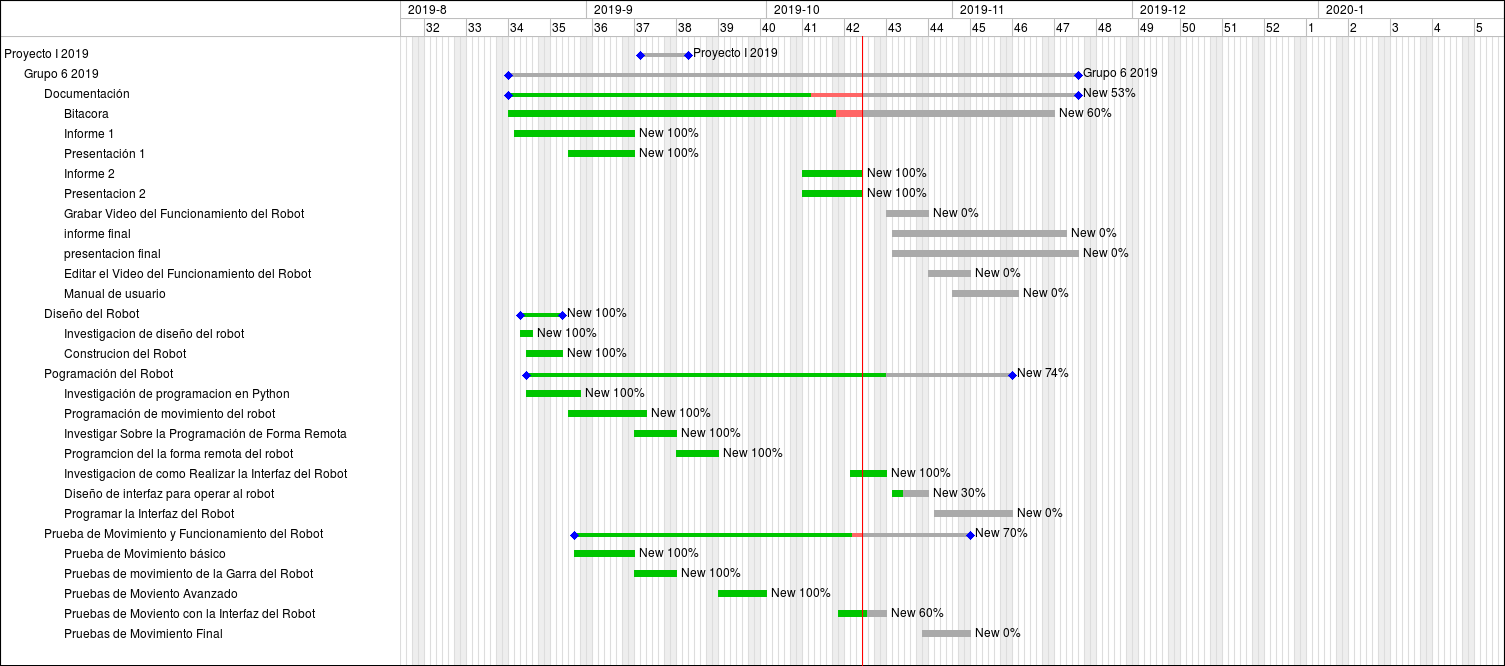 2019-8 2019-9 2019-10 2019-11 2019-12 2020-1
32 33 34 35 36 37 38 39 40 41 42 43 44 45 46 47 48 49 50 51 52 1 2 3 4 5
Proyecto I 2019 Proyecto I 2019
Grupo 6 2019 Grupo 6 2019
Documentación New 53%
Bitacora New 60%
Informe 1 New 100%
Presentación 1 New 100%
Informe 2 New 100%
Presentacion 2 New 100%
Grabar Video del Funcionamiento del Robot New 0%
informe final New 0%
presentacion final New 0%
Editar el Video del Funcionamiento del Robot New 0%
Manual de usuario New 0%
Diseño del Robot New 100%
Investigacion de diseño del robot New 100%
Construcion del Robot New 100%
Pogramación del Robot New 74%
Investigación de programacion en Python New 100%
Programación de movimiento del robot New 100%
Investigar Sobre la Programación de Forma Remota New 100%
Programcion del la forma remota del robot New 100%
Investigacion de como Realizar la Interfaz del Robot New 100%
Diseño de interfaz para operar al robot New 30%
Programar la Interfaz del Robot New 0%
Prueba de Movimiento y Funcionamiento del Robot New 70%
Prueba de Movimiento básico New 100%
Pruebas de movimiento de la Garra del Robot New 100%
Pruebas de Moviento Avanzado New 100%
Pruebas de Moviento con la Interfaz del Robot New 60%
Pruebas de Movimiento Final New 0%